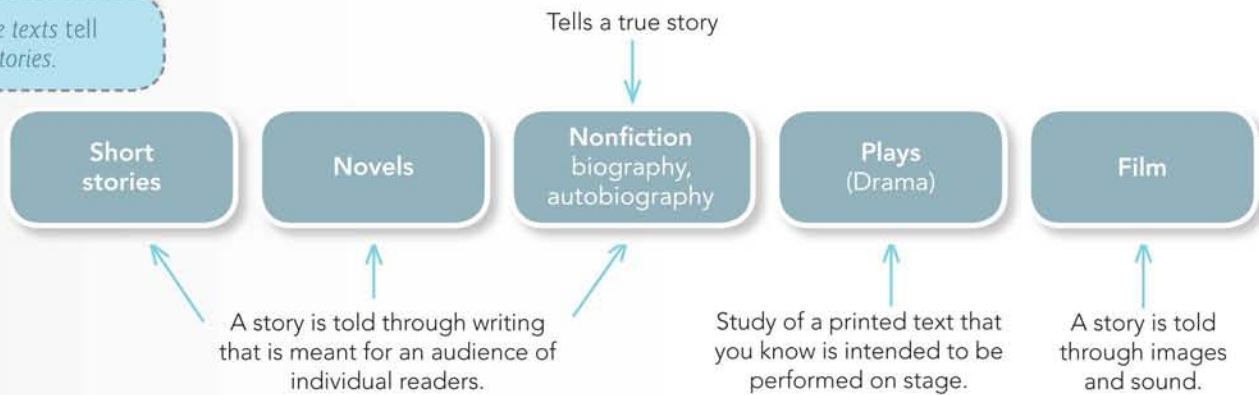 texts tell
stories.
Tells a true story
Short
stories
Novels
Nonfiction
biography,
autobiography
Plays
(Drama)
Film
A story is told through writing
that is meant for an audience of
individual readers.
Study of a printed text that
you know is intended to be
performed on stage.
A story is told
through images
and sound.